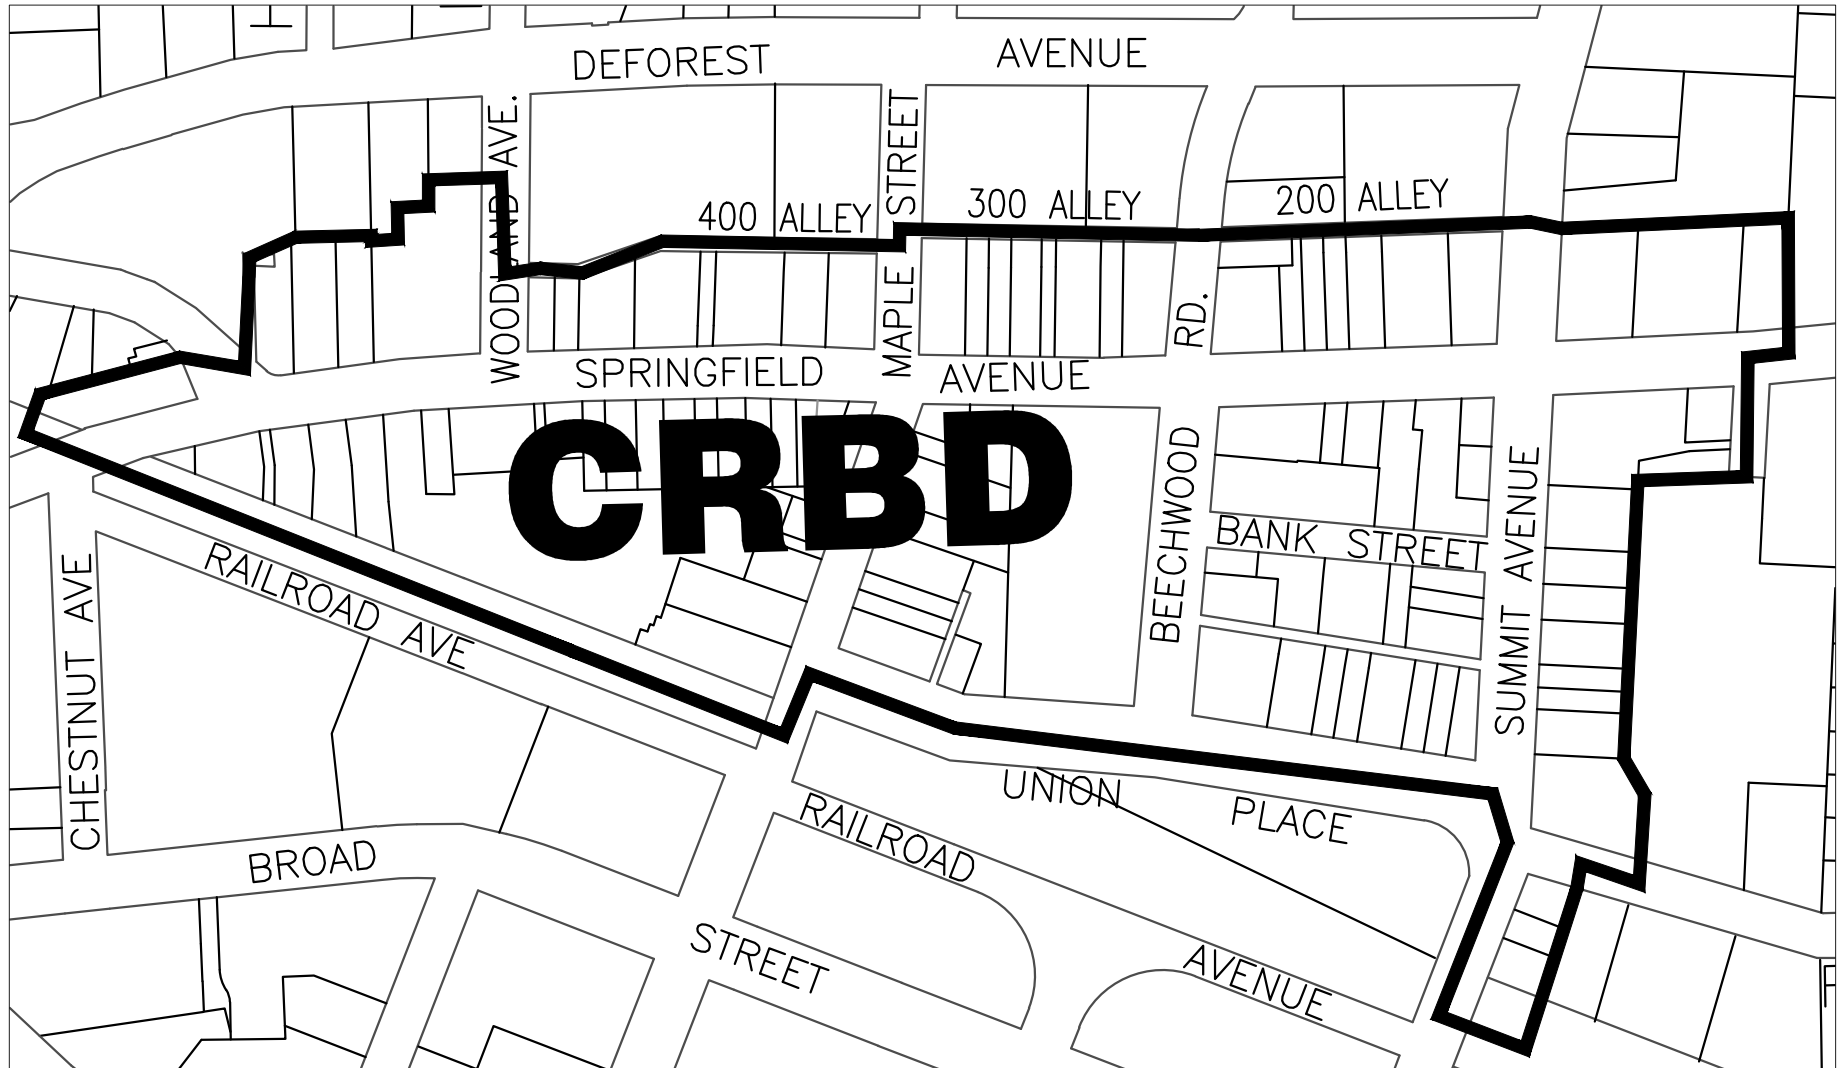 DEFOREST AVENUE
WOODLAND AVE.
MAPLE STREET
400 ALLEY
300 ALLEY
200 ALLEY
RD.
SPRINGFIELD AVENUE
CRBD
BEECHWOOD
BANK STREET
SUMMIT AVENUE
CHESTNUT AVE
RAILROAD AVE
UNION PLACE
RAILROAD AVENUE
BROAD STREET